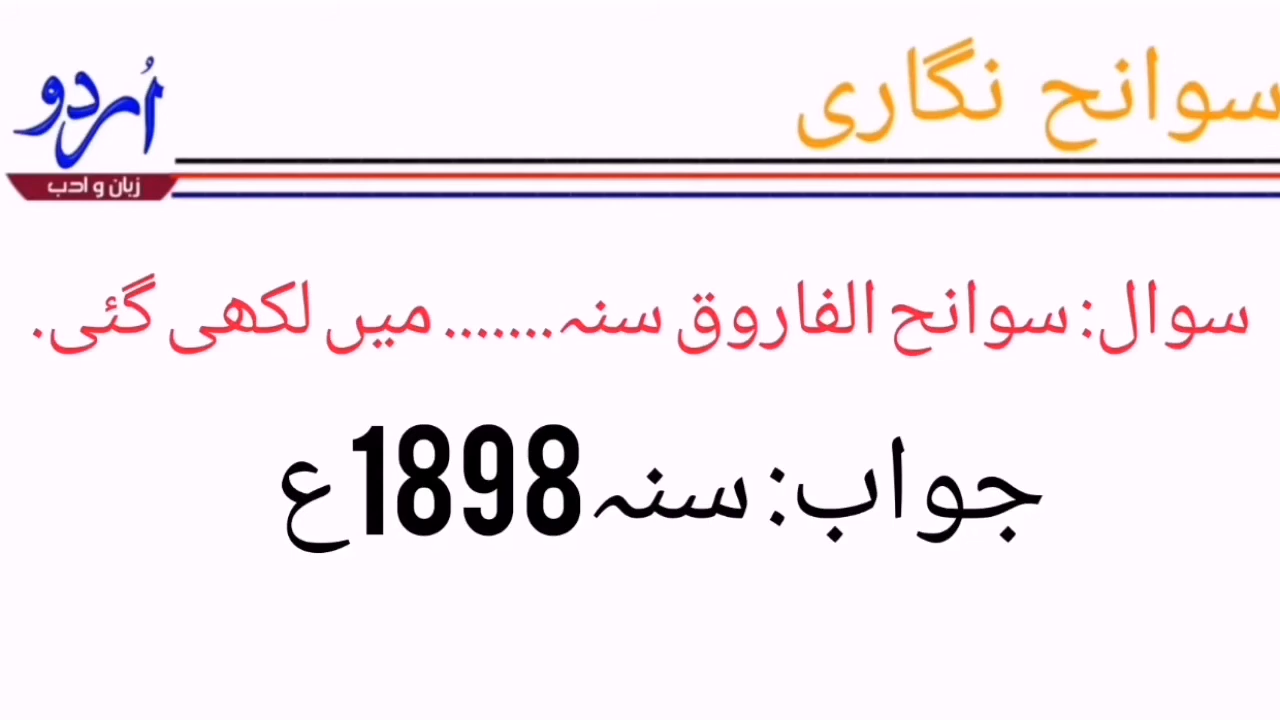 سوانح نگاری
اُردو
زبان و ادب
سوال: سوانح الفاروق سنہ....... میں لکھی گئی.
جواب: سنہ 1898ع